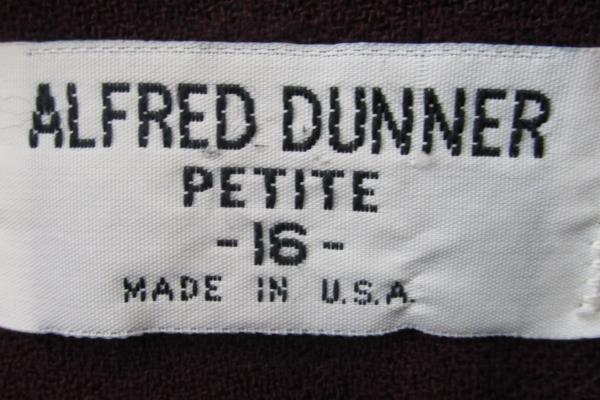 ALFRED DUNNER
PETITE
-16-
MADE IN U.S.A.